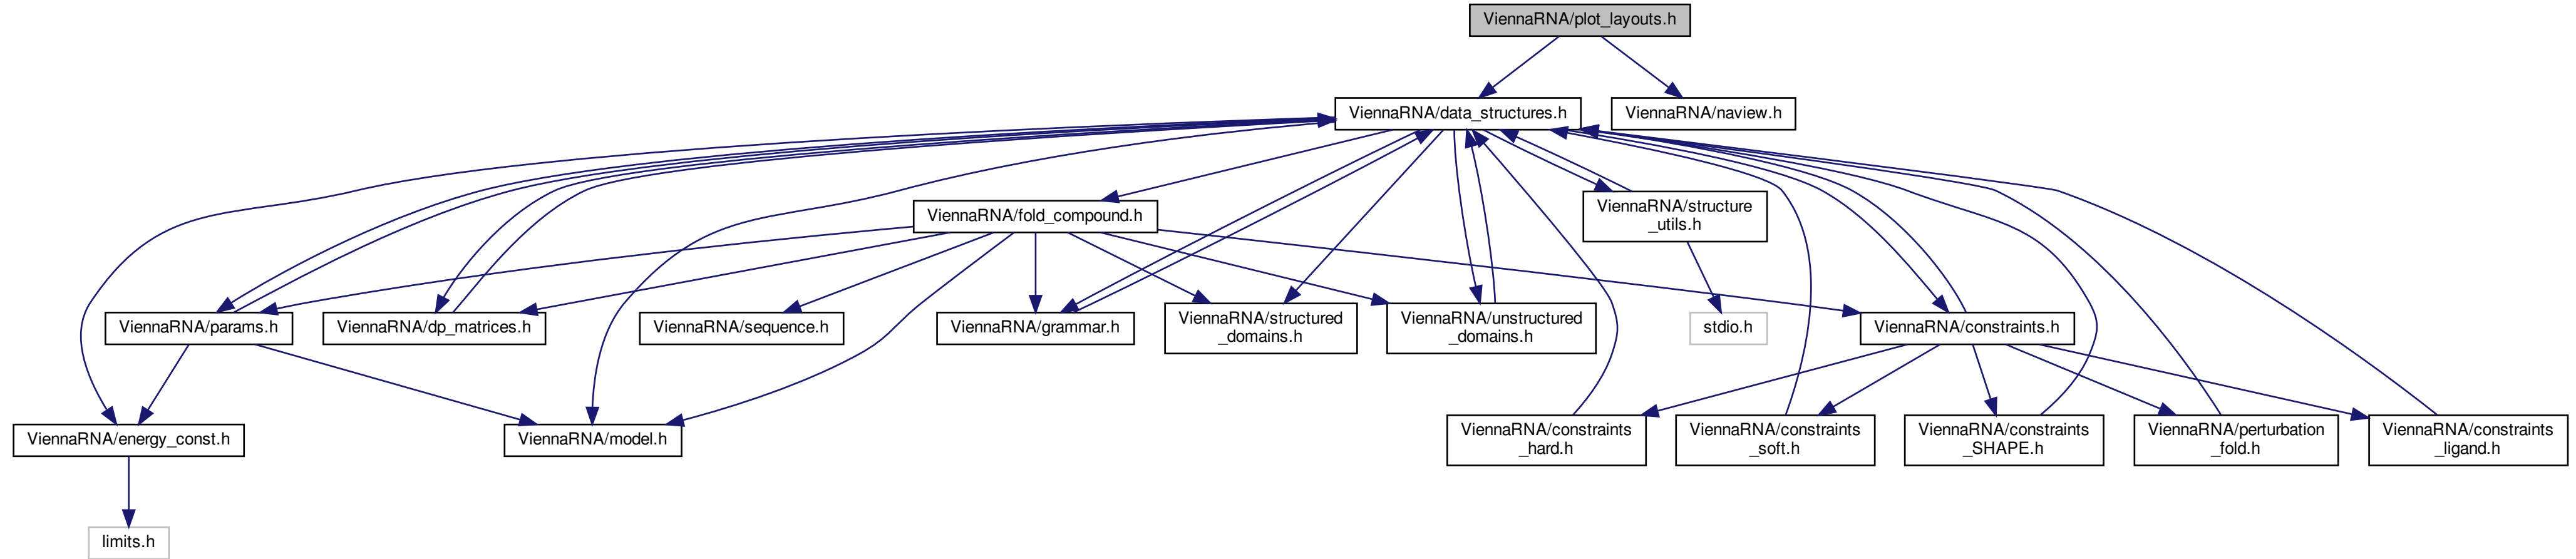 ViennaRNA/plot_layouts.h
ViennaRNA/data_structures.h
ViennaRNA/naview.h
ViennaRNA/fold_compound.h
ViennaRNA/structure
_utils.h
ViennaRNA/params.h
ViennaRNA/dp_matrices.h
ViennaRNA/sequence.h
ViennaRNA/grammar.h
ViennaRNA/structured
_domains.h
ViennaRNA/unstructured
_domains.h
stdio.h
ViennaRNA/constraints.h
ViennaRNA/energy_const.h
ViennaRNA/model.h
ViennaRNA/constraints
_hard.h
ViennaRNA/constraints
_soft.h
ViennaRNA/constraints
_SHAPE.h
ViennaRNA/perturbation
_fold.h
ViennaRNA/constraints
_ligand.h
limits.h